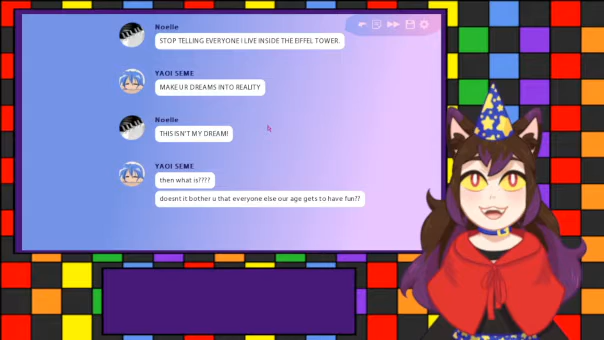 Noelle
STOP TELLING EVERYONE I LIVE INSIDE THE EIFFEL TOWER.
YAOI SEME
MAKE UR DREAMS INTO REALITY
Noelle
THIS ISN'T MY DREAM!
YAOI SEME
then what is????
doesnt it bother u that everyone else our age gets to have fun??